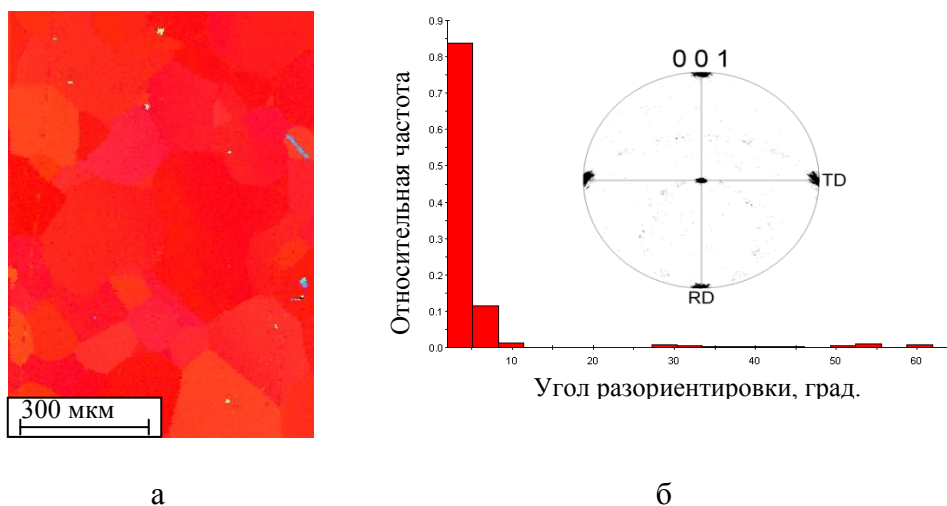 300 мкм
а
Относительная частота
0.9
0.8
0.7
0.6
0.5
0.4
0.3
0.2
0.1
0.0
10
20
30
40
50
60
Угол разориентировки, град.
0 0 1
TD
RD
б